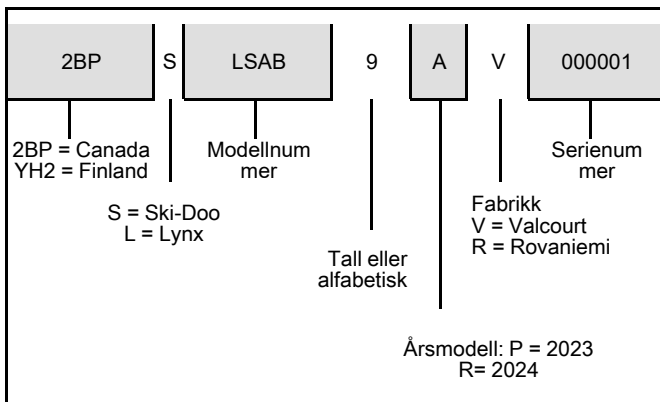 2BP S LSAB 9 A V 000001
2BP = Canada
YH2 = Finland
Modellnum
mer
Serienum
mer
S = Ski-Doo
L = Lynx
Fabrikk
V = Valcourt
R = Rovaniemi
Tall eller
alfabetisk
Årsmodell: P = 2023
R= 2024